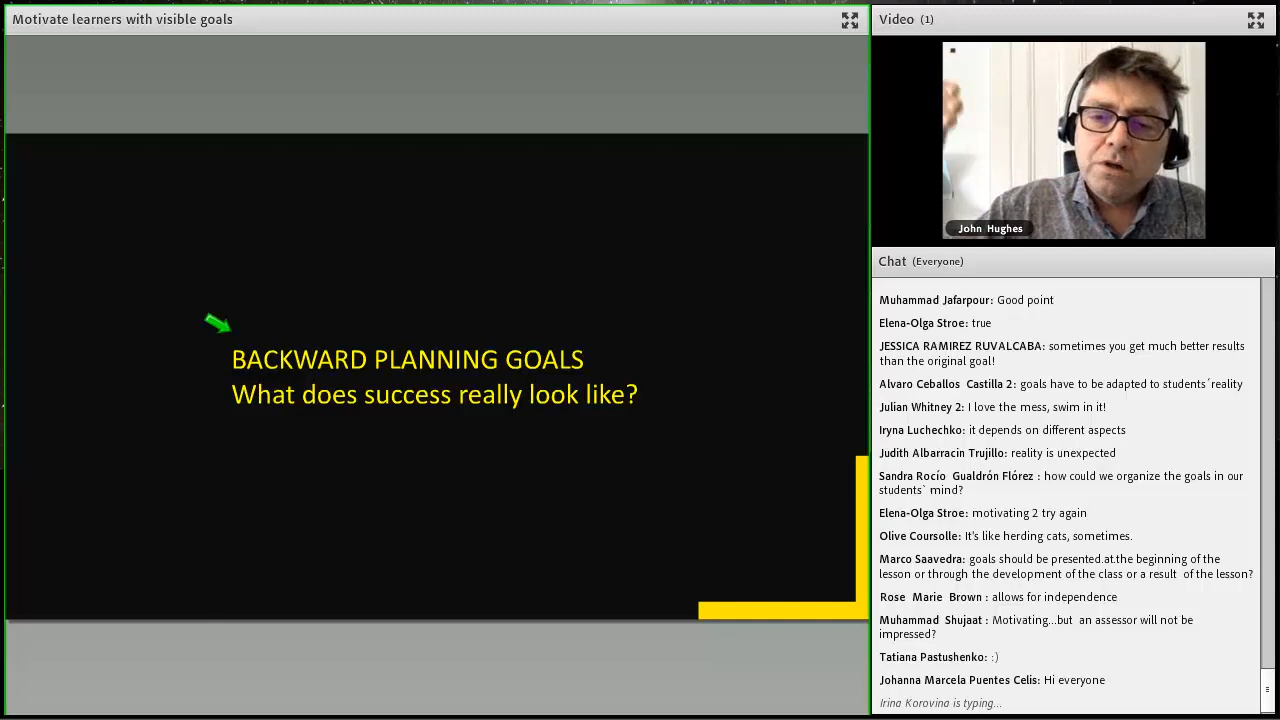 Motivate learners with visible goals
BACKWARD PLANNING GOALS
What does success really look like?
Video (1)
John Hughes
Chat (Everyone)
Muhammad Jafarpour: Good point
Elena-Olga Stroe: true
JESSICA RAMIREZ RUVALCABA: sometimes you get much better results
than the original goal!
Alvaro Ceballos Castilla 2: goals have to be adapted to students´reality
Julian Whitney 2: I love the mess, swim in it!
Iryna Luchechko: it depends on different aspects
Judith Albarracin Trujillo: reality is unexpected
Sandra Rocío Gualdrón Flórez : how could we organize the goals in our
students` mind?
Elena-Olga Stroe: motivating 2 try again
Olive Coursolle: It's like herding cats, sometimes.
Marco Saavedra: goals should be presented.at.the beginning of the
lesson or through the development of the class or a result of the lesson?
Rose Marie Brown : allows for independence
Muhammad Shujaat : Motivating...but an assessor will not be
impressed?
Tatiana Pastushenko: :)
Johanna Marcela Puentes Celis: Hi everyone
Irina Korovina is typing...